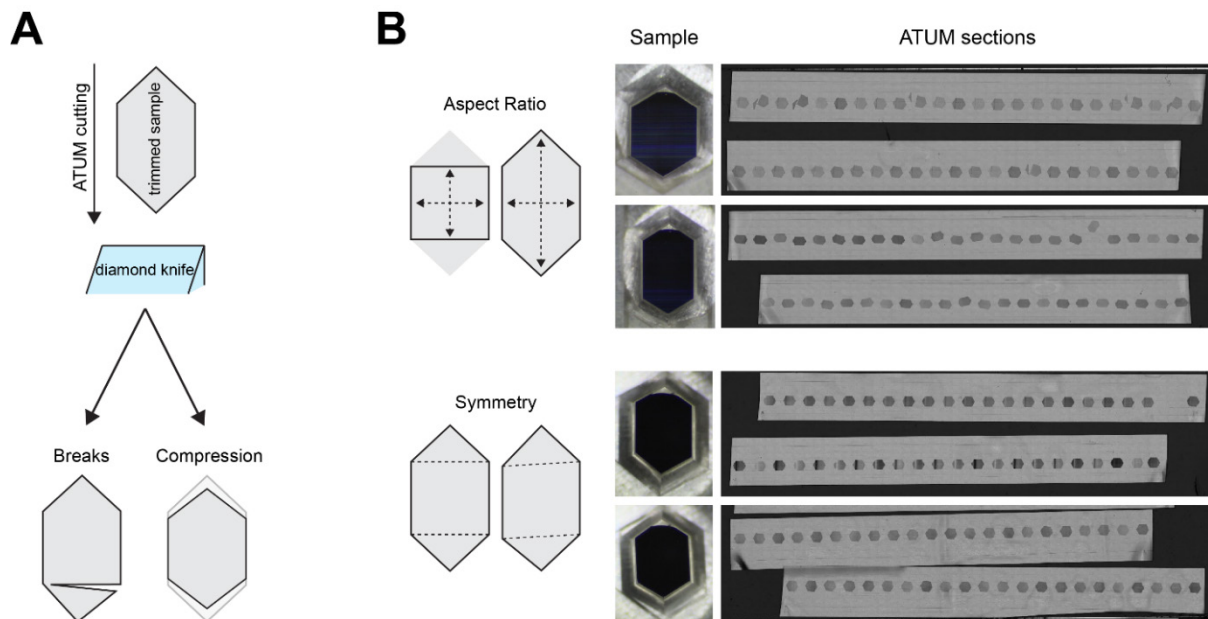 A
ATUM cutting
trimmed sample
diamond knife
Breaks
Compression
B
Sample
ATUM sections
Aspect Ratio
Symmetry